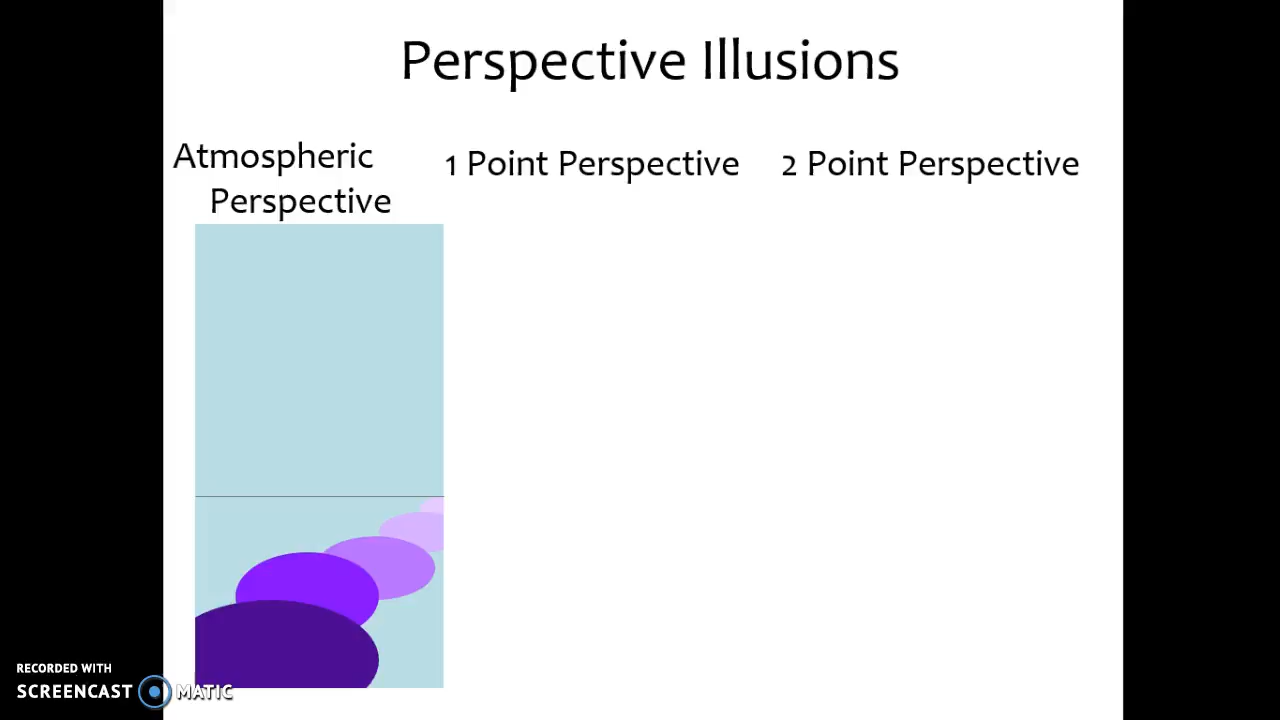 Perspective Illusions
Atmospheric
Perspective
1 Point Perspective
2 Point Perspective
RECORDED WITH
SCREENCAST MATIC